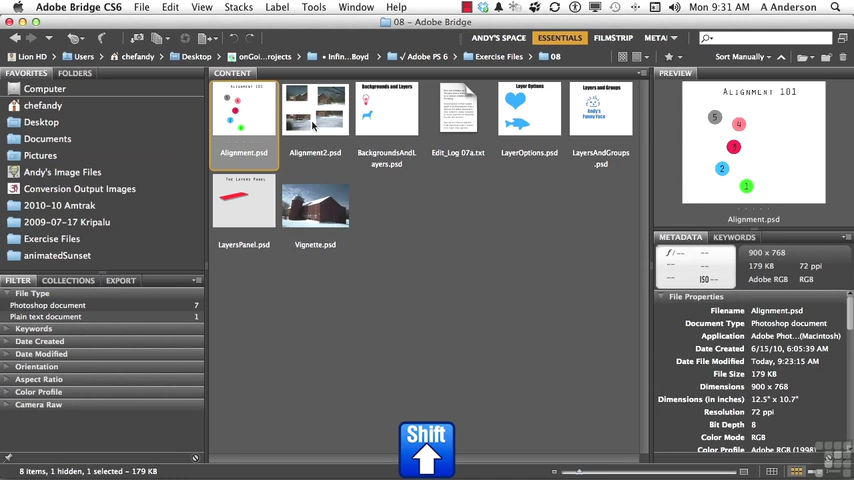 Adobe Bridge CS6 File Edit View Stacks Label Tools Window Help Mon 9:31 AM A Anderson
08 – Adobe Bridge
ANDY'S SPACE ESSENTIALS FILMSTRIP META
Lion HD Users chefandy Desktop onGoi...rojects • Infin...Boyd √ Adobe PS 6 Exercise Files 08 Sort Manually
FAVORITES FOLDERS
Computer
chefandy
Desktop
Documents
Pictures
Andy's Image Files
Conversion Output Images
2010-10 Amtrak
2009-07-17 Kripalu
Exercise Files
animatedSunset
FILTER COLLECTIONS EXPORT
File Type
Photoshop document 7
Plain text document 1
Keywords
Date Created
Date Modified
Orientation
Aspect Ratio
Color Profile
Camera Raw
CONTENT
ALIGNMENT 101
Backgrounds and Layers
Layer Options
Layers and Groups
Andy's
Funny Face
Alignment.psd Alignment2.psd BackgroundsAndL
ayers.psd
Edit_Log 07a.txt LayerOptions.psd LayersAndGroups
.psd
THE LAYERS PANEL
LayersPanel.psd Vignette.psd
Shift
PREVIEW
ALIGNMENT 101
5
4
3
2
1
Alignment.psd
METADATA KEYWORDS
f/-- --
-- --
-- ISO --
900 x 768
179 KB 72 ppi
Adobe RGB RGB
File Properties
Filename Alignment.psd
Document Type Photoshop document
Application Adobe Phot...(Macintosh)
Date Created 6/15/10, 6:05:39 AM
Date File Modified Today, 9:23:15 AM
File Size 179 KB
Dimensions 900 x 768
Dimensions (in inches) 12.5" x 10.7"
Resolution 72 ppi
Bit Depth 8
Color Mode RGB
Color Profile Adobe RGB (1998)
8 items, 1 hidden, 1 selected – 179 KB